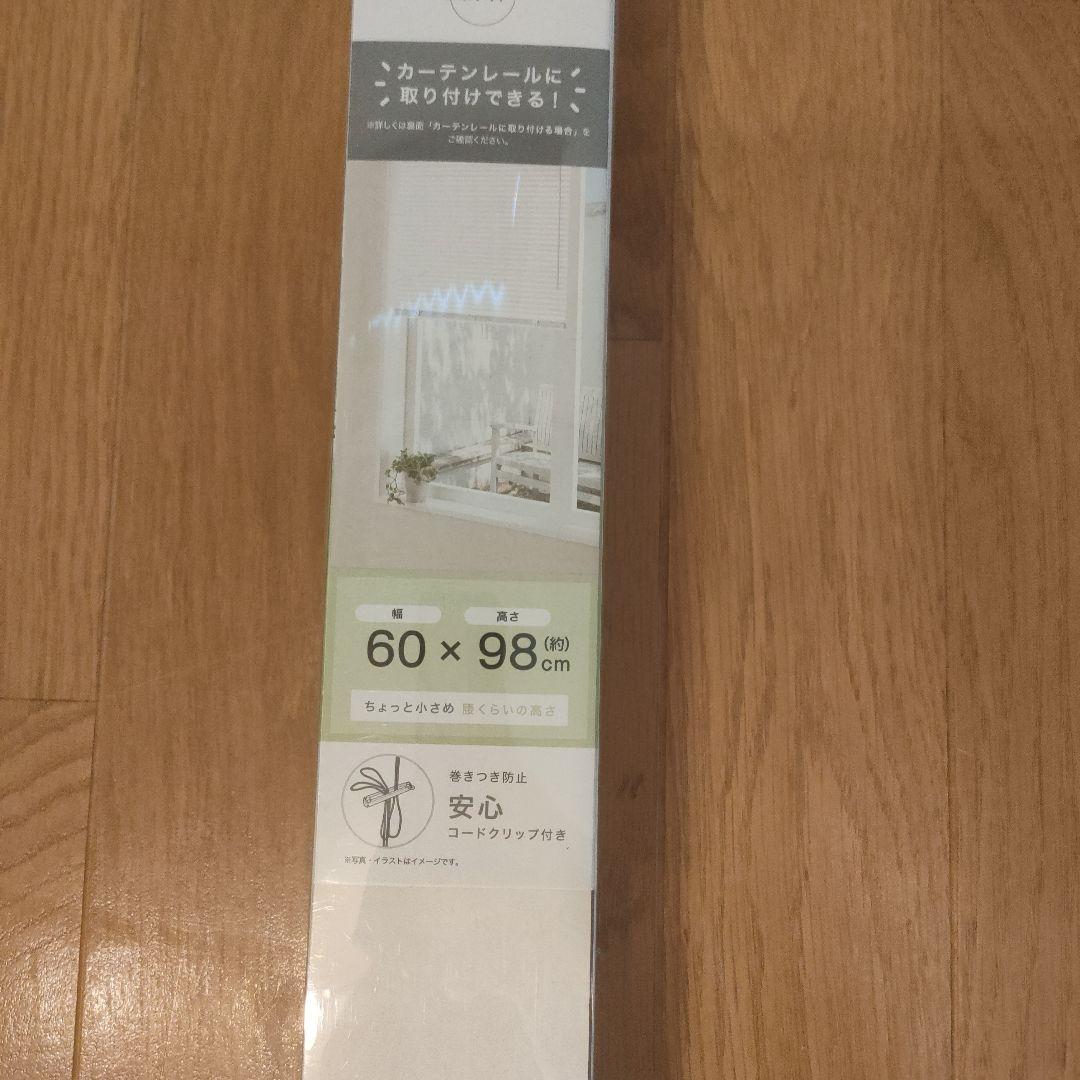 カーテンレールに
取り付けできる！
※詳しくは裏面「カーテンレールに取り付ける場合」を
ご確認ください。
幅 高さ
60 × 98 (約) cm
ちょっと小さめ 腰くらいの高さ
巻きつき防止
安心
コードクリップ付き
※写真・イラストはイメージです。